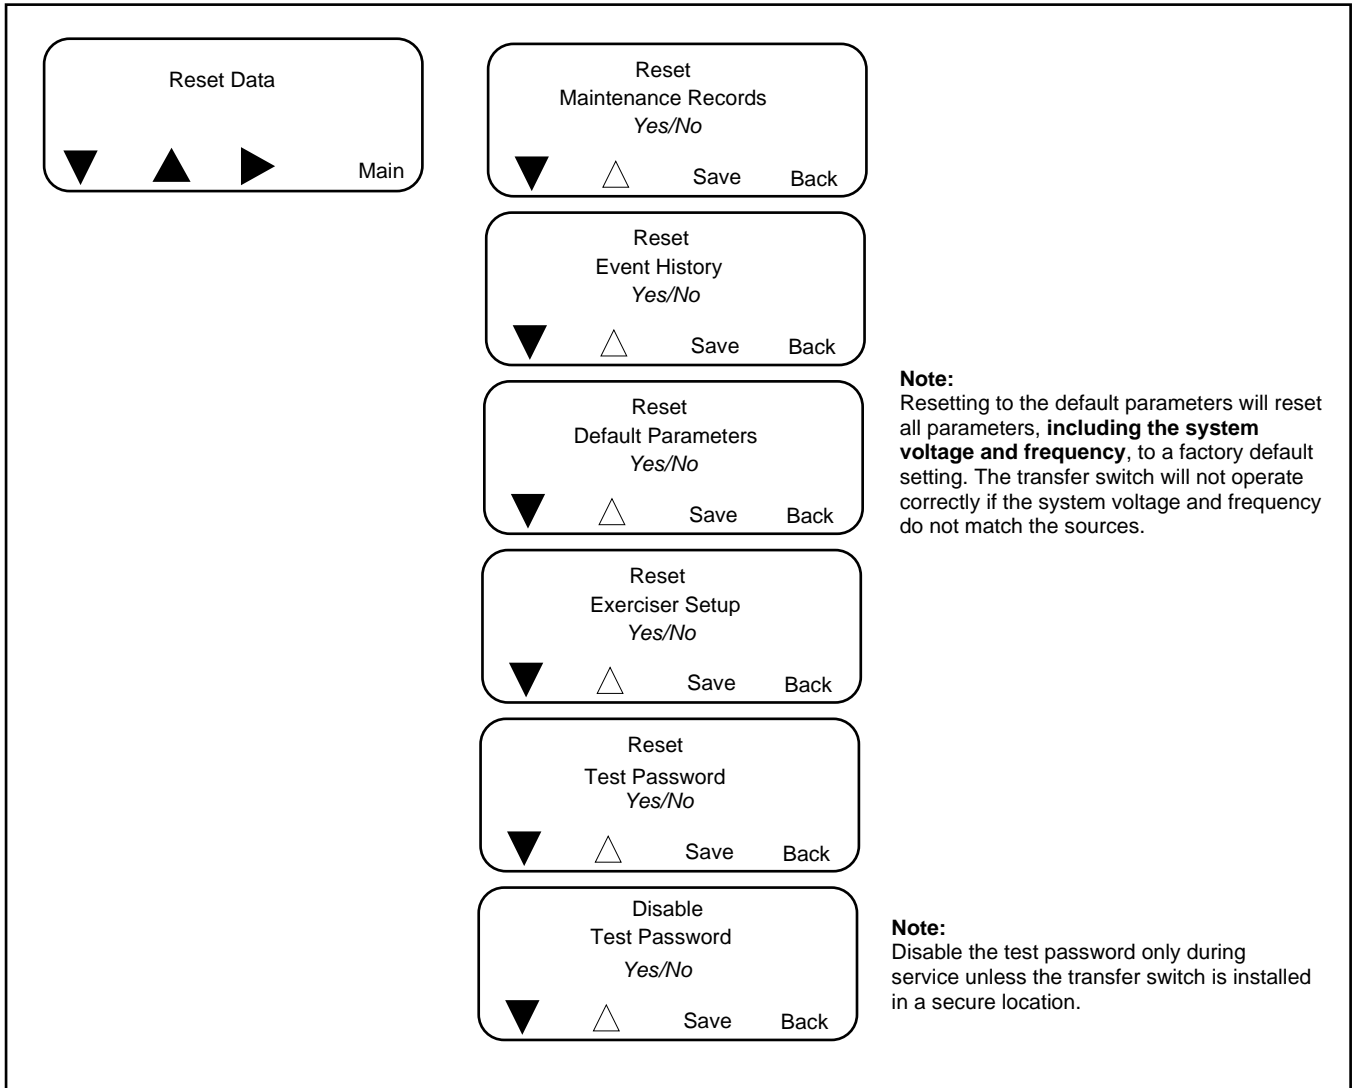 Reset Data
Main
Reset
Maintenance Records
Yes/No
Save Back
Reset
Event History
Yes/No
Save Back
Reset
Default Parameters
Yes/No
Save Back
Note:
Resetting to the default parameters will reset
all parameters, including the system
voltage and frequency, to a factory default
setting. The transfer switch will not operate
correctly if the system voltage and frequency
do not match the sources.
Reset
Exerciser Setup
Yes/No
Save Back
Reset
Test Password
Yes/No
Save Back
Disable
Test Password
Yes/No
Save Back
Note:
Disable the test password only during
service unless the transfer switch is installed
in a secure location.